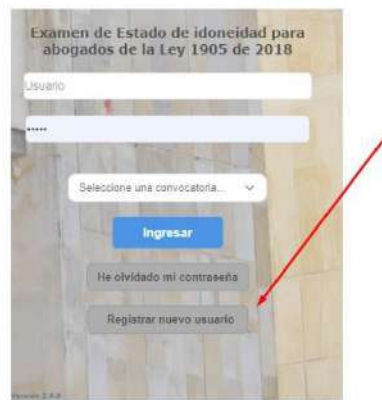 Examen de Estado de idoneidad para
abogados de la Ley 1905 de 2018
Usuario
•••••
Seleccione una convocatoria...
Ingresar
He olvidado mi contraseña
Registrar nuevo usuario